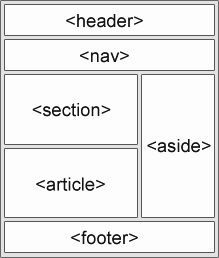 <header>
<nav>
<section>
<aside>
<article>
<footer>